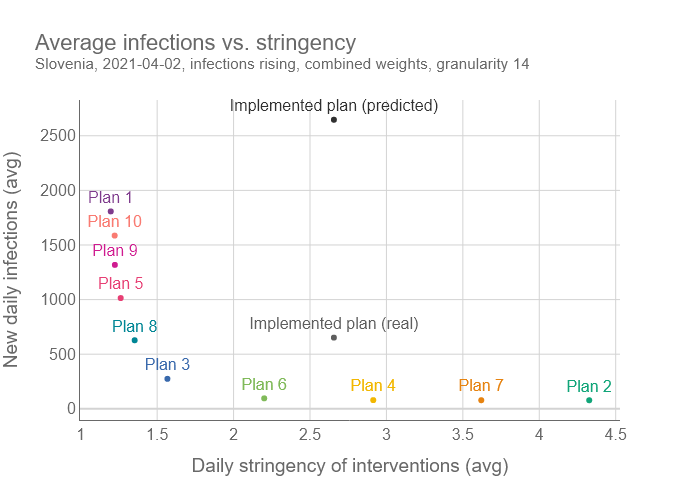 Average infections vs. stringency
Slovenia, 2021-04-02, infections rising, combined weights, granularity 14
Implemented plan (predicted)
2500
2000
Plan 1
Plan 10
1500
Plan 9
Plan 5
1000
Plan 8
Implemented plan (real)
500
Plan 3
Plan 6
Plan 4
Plan 7
Plan 2
0
New daily infections (avg)
1
1.5
2
2.5
3
3.5
4
4.5
Daily stringency of interventions (avg)